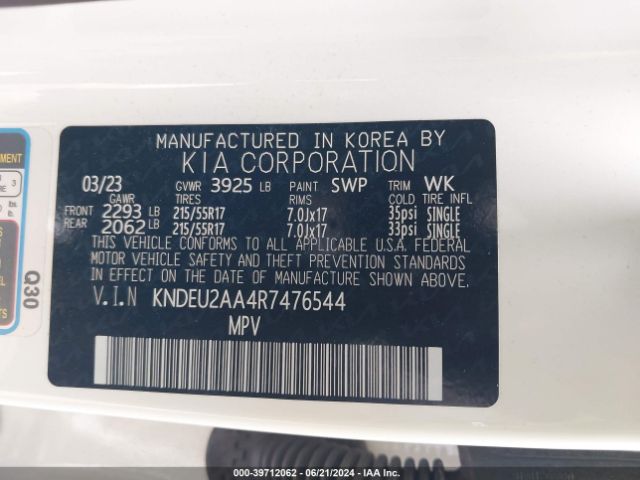 MANUFACTURED IN KOREA BY
KIA CORPORATION
03/23 GVWR 3925 LB PAINT SWP TRIM WK
GAWR TIRES RIMS COLD TIRE INFL
FRONT 2293 LB 215/55R17 7.0Jx17 35psi SINGLE
REAR 2062 LB 215/55R17 7.0Jx17 33psi SINGLE
THIS VEHICLE CONFORMS TO ALL APPLICABLE U.S.A. FEDERAL
MOTOR VEHICLE SAFETY AND THEFT PREVENTION STANDARDS
IN EFFECT ON THE DATE OF MANUFACTURE SHOWN ABOVE.
V.I.N KNDEU2AA4R7476544
MPV
Q30
3
000-39712062 - 06/21/2024 - IAA Inc.